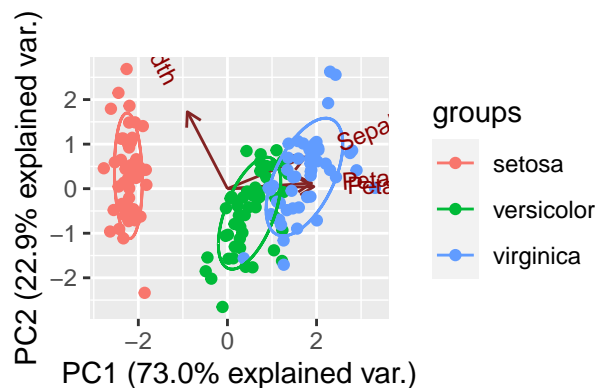 dth
Sepal
Peta
Peta
2
1
0
−1
−2
−2
0
2
PC2 (22.9% explained var.)
PC1 (73.0% explained var.)
groups
setosa
versicolor
virginica